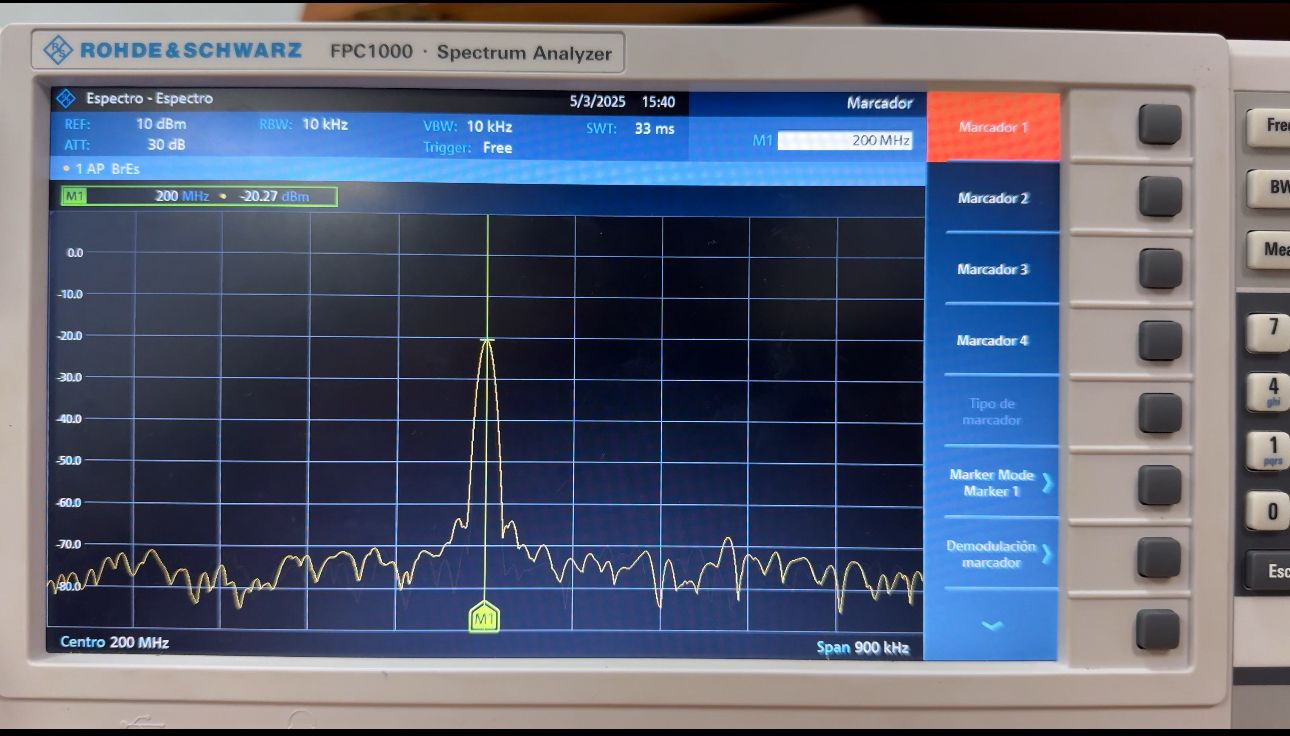 ROHDE&SCHWARZ FPC1000 · Spectrum Analyzer
Espectro - Espectro 5/3/2025 15:40 Marcador
REF: 10 dBm RBW: 10 kHz VBW: 10 kHz SWT: 33 ms
ATT: 30 dB Trigger: Free
M1 200 MHz
1 AP BrEs
M1 200 MHz -20.27 dBm
0.0
-10.0
-20.0
-30.0
-40.0
-50.0
-60.0
-70.0
-80.0
M1
Centro 200 MHz Span 900 kHz
Marcador 1
Marcador 2
Marcador 3
Marcador 4
Tipo de
marcador
Marker Mode
Marker 1
Demodulación
marcador
Fre
BW
Mea
7
4
ghi
1
pqrs
0
Esc